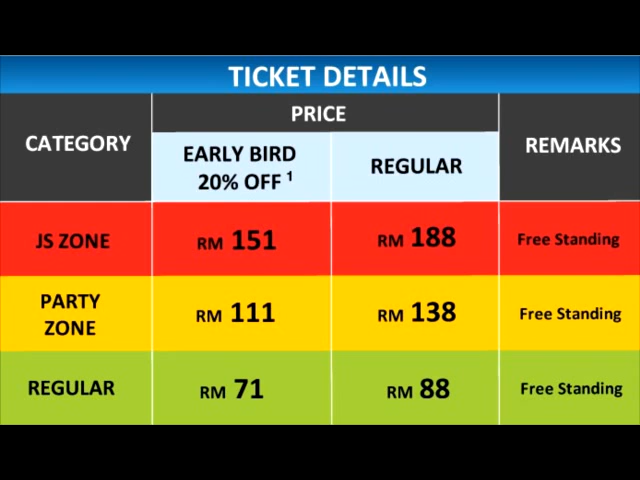 TICKET DETAILS
CATEGORY
PRICE
REMARKS
EARLY BIRD
20% OFF 1
REGULAR
JS ZONE
RM 151
RM 188
Free Standing
PARTY
ZONE
RM 111
RM 138
Free Standing
REGULAR
RM 71
RM 88
Free Standing